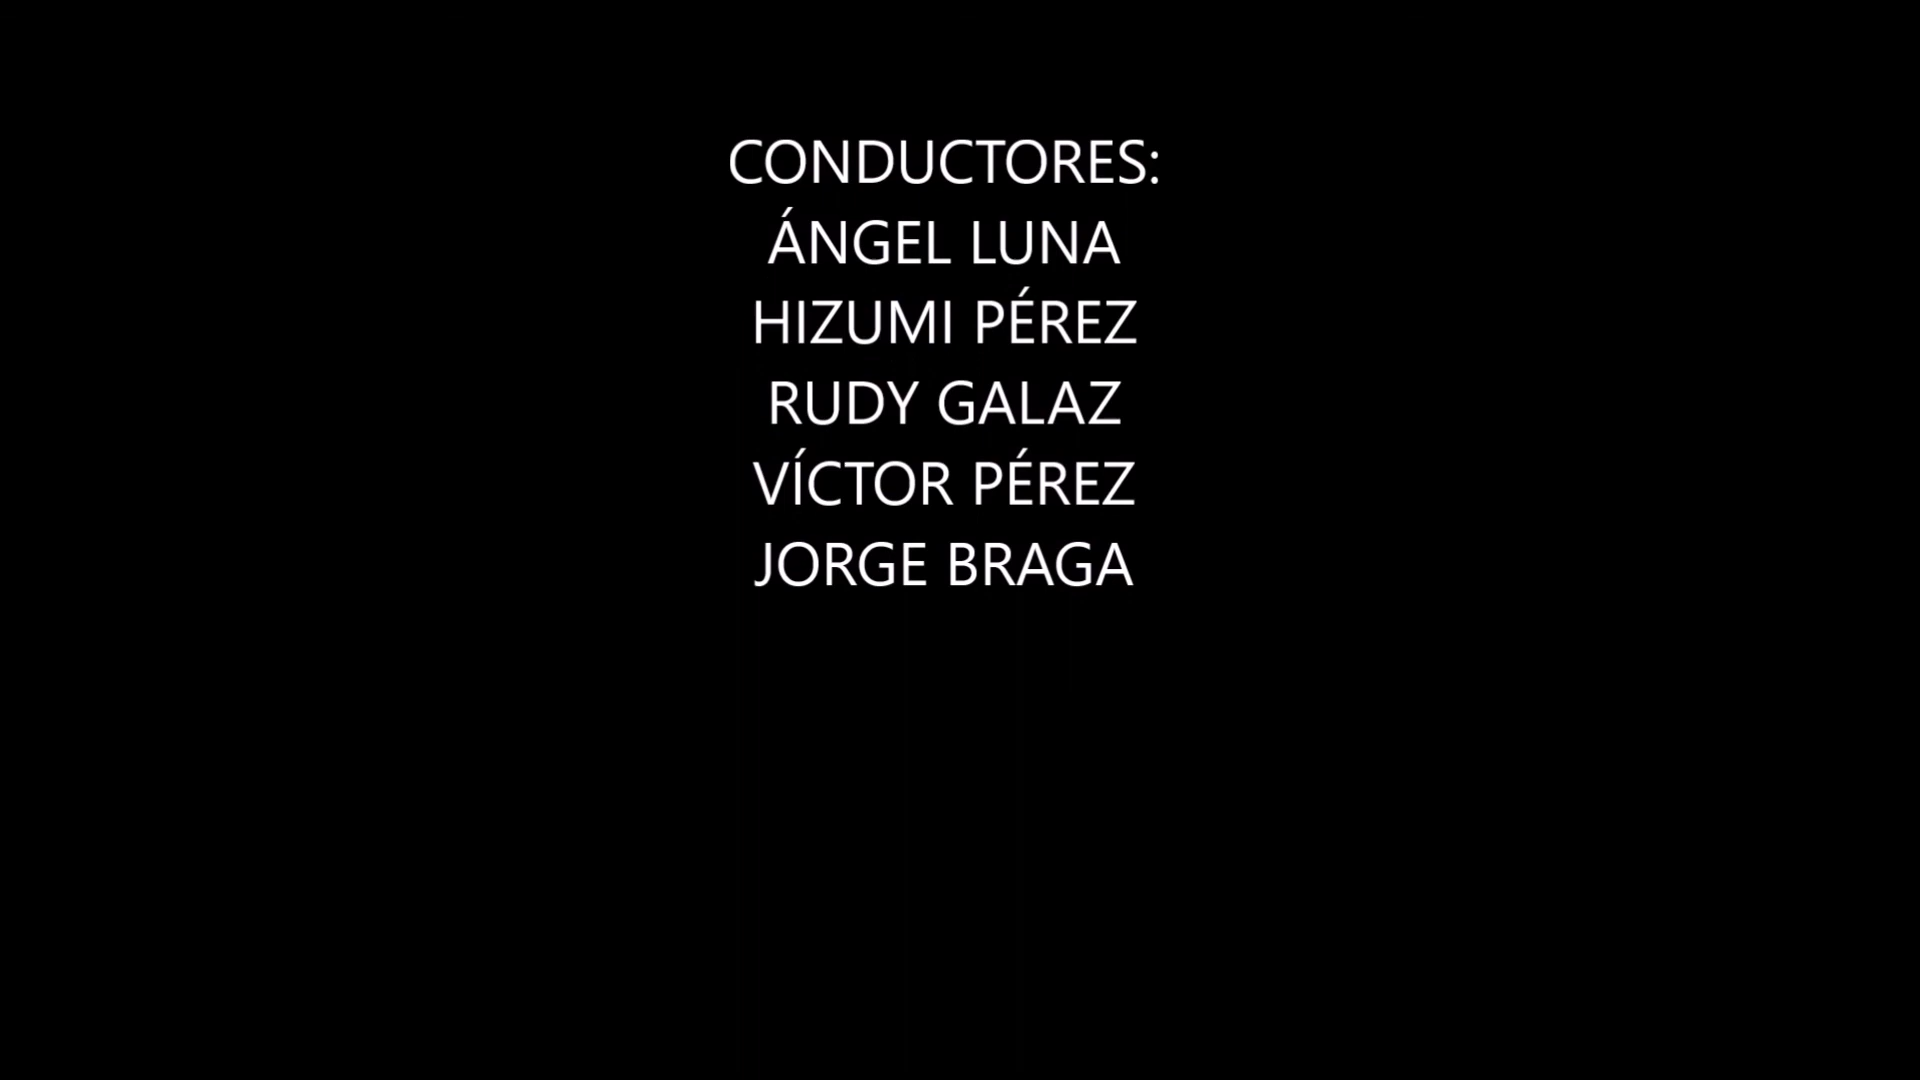 CONDUCTORES:
ÁNGEL LUNA
HIZUMI PÉREZ
RUDY GALAZ
VÍCTOR PÉREZ
JORGE BRAGA